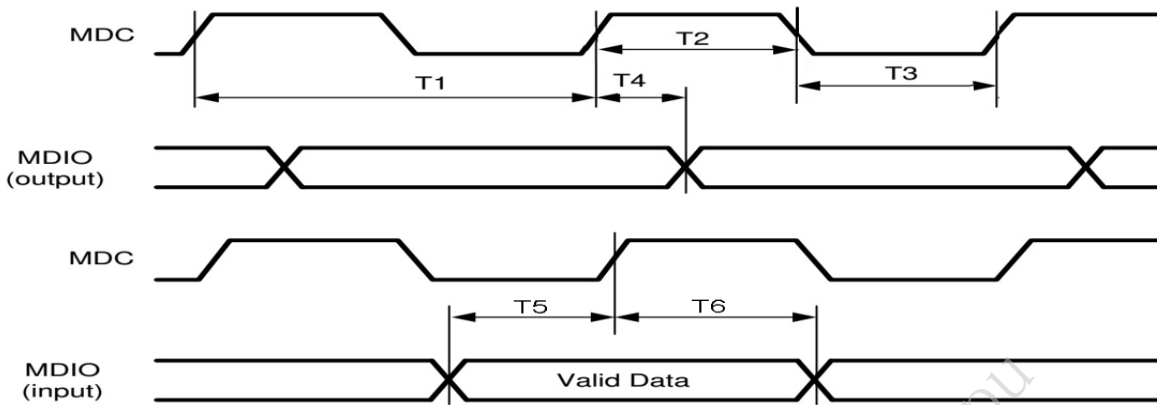 MDC
T2
T3
T1
T4
MDIO
(output)
MDC
T5
T6
MDIO
(input)
Valid Data